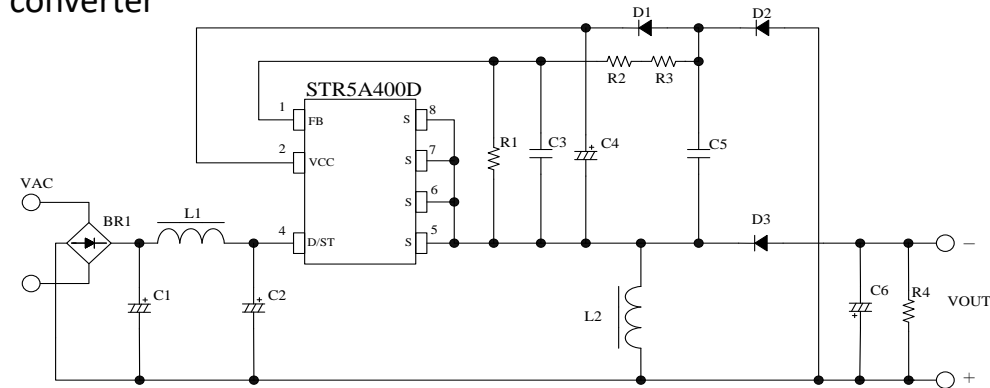 converter
D1
D2
R2
R3
STR5A400D
1
FB
2
VCC
4
D/ST
S
8
S
7
S
6
S
5
R1
C3
C4
C5
VAC
BR1
L1
D3
C1
C2
L2
C6
R4
VOUT
−
+
+
+
+
+